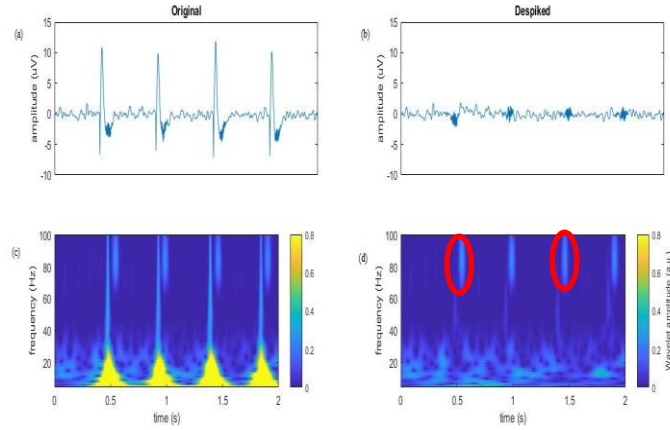 Original
(a)
amplitude (uV)
15
10
5
0
-5
-10
Despiked
(b)
amplitude (uV)
15
10
5
0
-5
-10
(c)
frequency (Hz)
100
80
60
40
20
0 0.5 1 1.5 2
time (s)
0.8
0.6
0.4
0.2
0
(d)
frequency (Hz)
100
80
60
40
20
0 0.5 1 1.5 2
time (s)
0.8
0.6
0.4
0.2
0
Wavelet amplitude (a.u.)